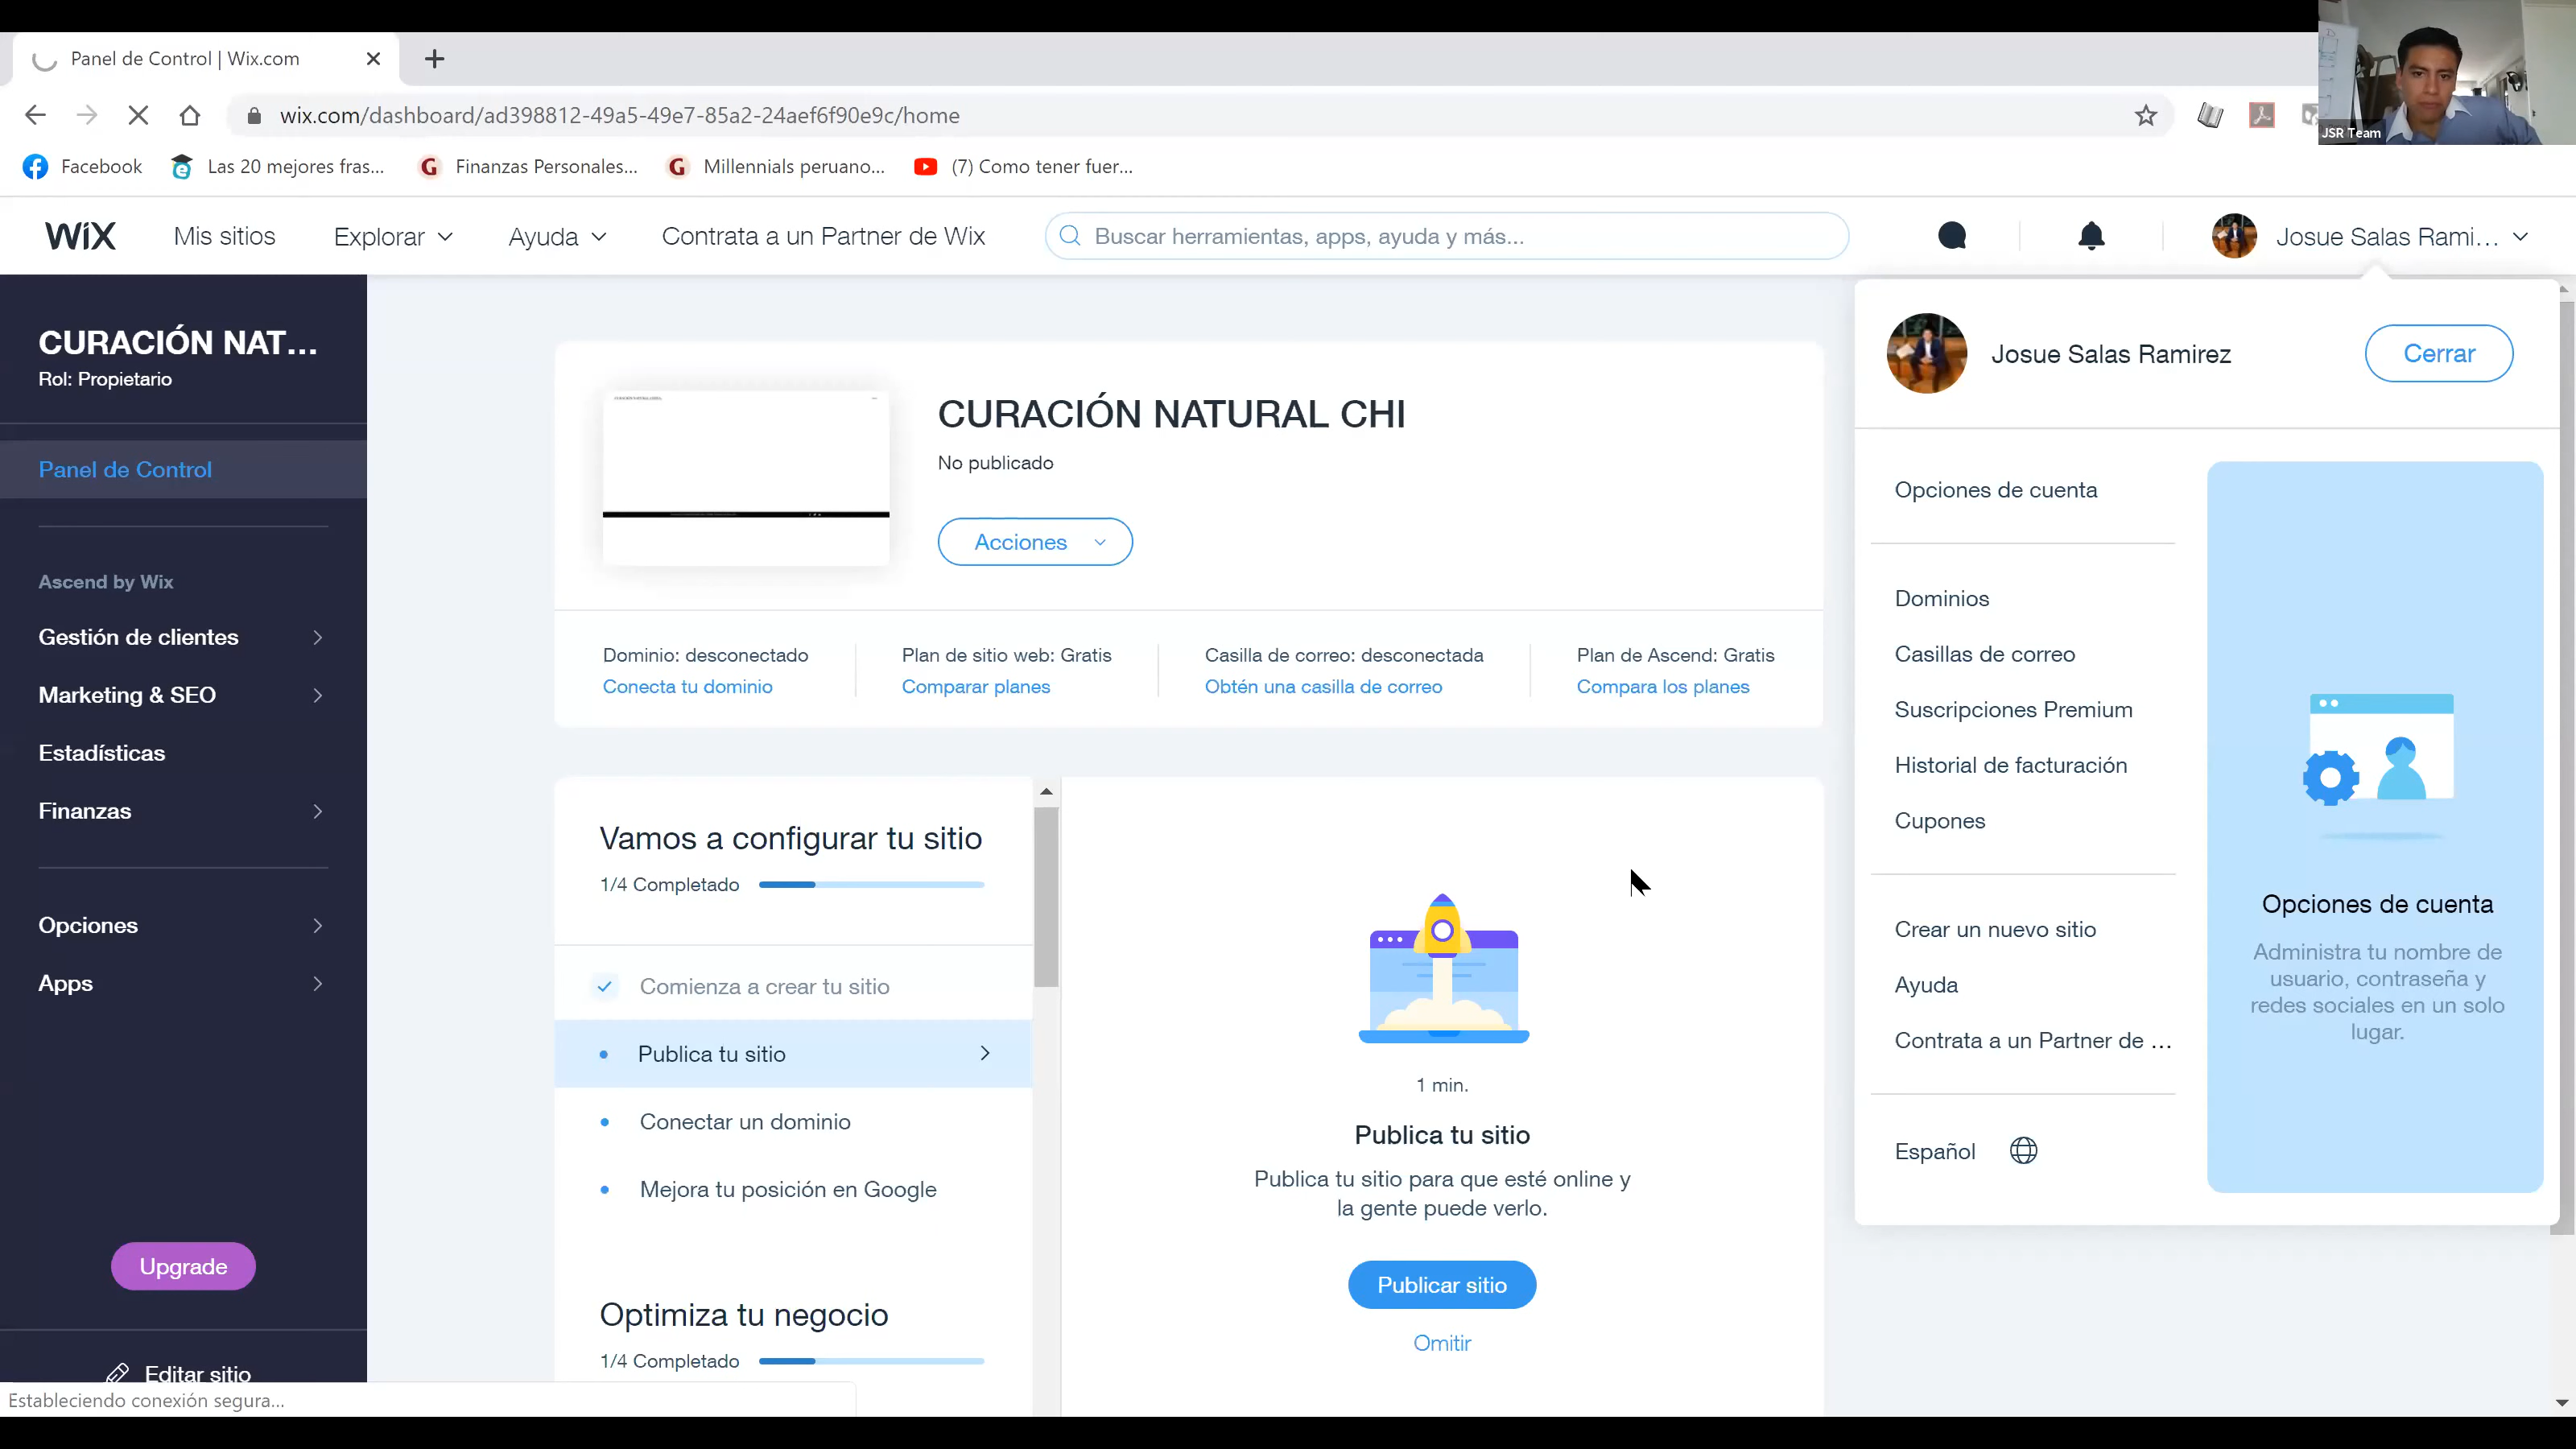 Panel de Control | Wix.com
JSR Team
wix.com/dashboard/ad398812-49a5-49e7-85a2-24aef6f90e9c/home
Facebook
Las 20 mejores fras...
Finanzas Personales...
Millennials peruano...
(7) Como tener fuer...
WiX
Mis sitios
Explorar
Ayuda
Contrata a un Partner de Wix
Buscar herramientas, apps, ayuda y más...
Josue Salas Rami...
CURACIÓN NAT...
Rol: Propietario
Panel de Control
Ascend by Wix
Gestión de clientes
Marketing & SEO
Estadísticas
Finanzas
Opciones
Apps
Upgrade
Editar sitio
Estableciendo conexión segura...
CURACIÓN NATURAL CHI
No publicado
Acciones
Dominio: desconectado
Conecta tu dominio
Plan de sitio web: Gratis
Comparar planes
Casilla de correo: desconectada
Obtén una casilla de correo
Plan de Ascend: Gratis
Compara los planes
Vamos a configurar tu sitio
1/4 Completado
Comienza a crear tu sitio
Publica tu sitio
Conectar un dominio
Mejora tu posición en Google
Optimiza tu negocio
1/4 Completado
1 min.
Publica tu sitio
Publica tu sitio para que esté online y
la gente puede verlo.
Publicar sitio
Omitir
Josue Salas Ramirez
Cerrar
Opciones de cuenta
Dominios
Casillas de correo
Suscripciones Premium
Historial de facturación
Cupones
Crear un nuevo sitio
Ayuda
Contrata a un Partner de ...
Español
Opciones de cuenta
Administra tu nombre de
usuario, contraseña y
redes sociales en un solo
lugar.